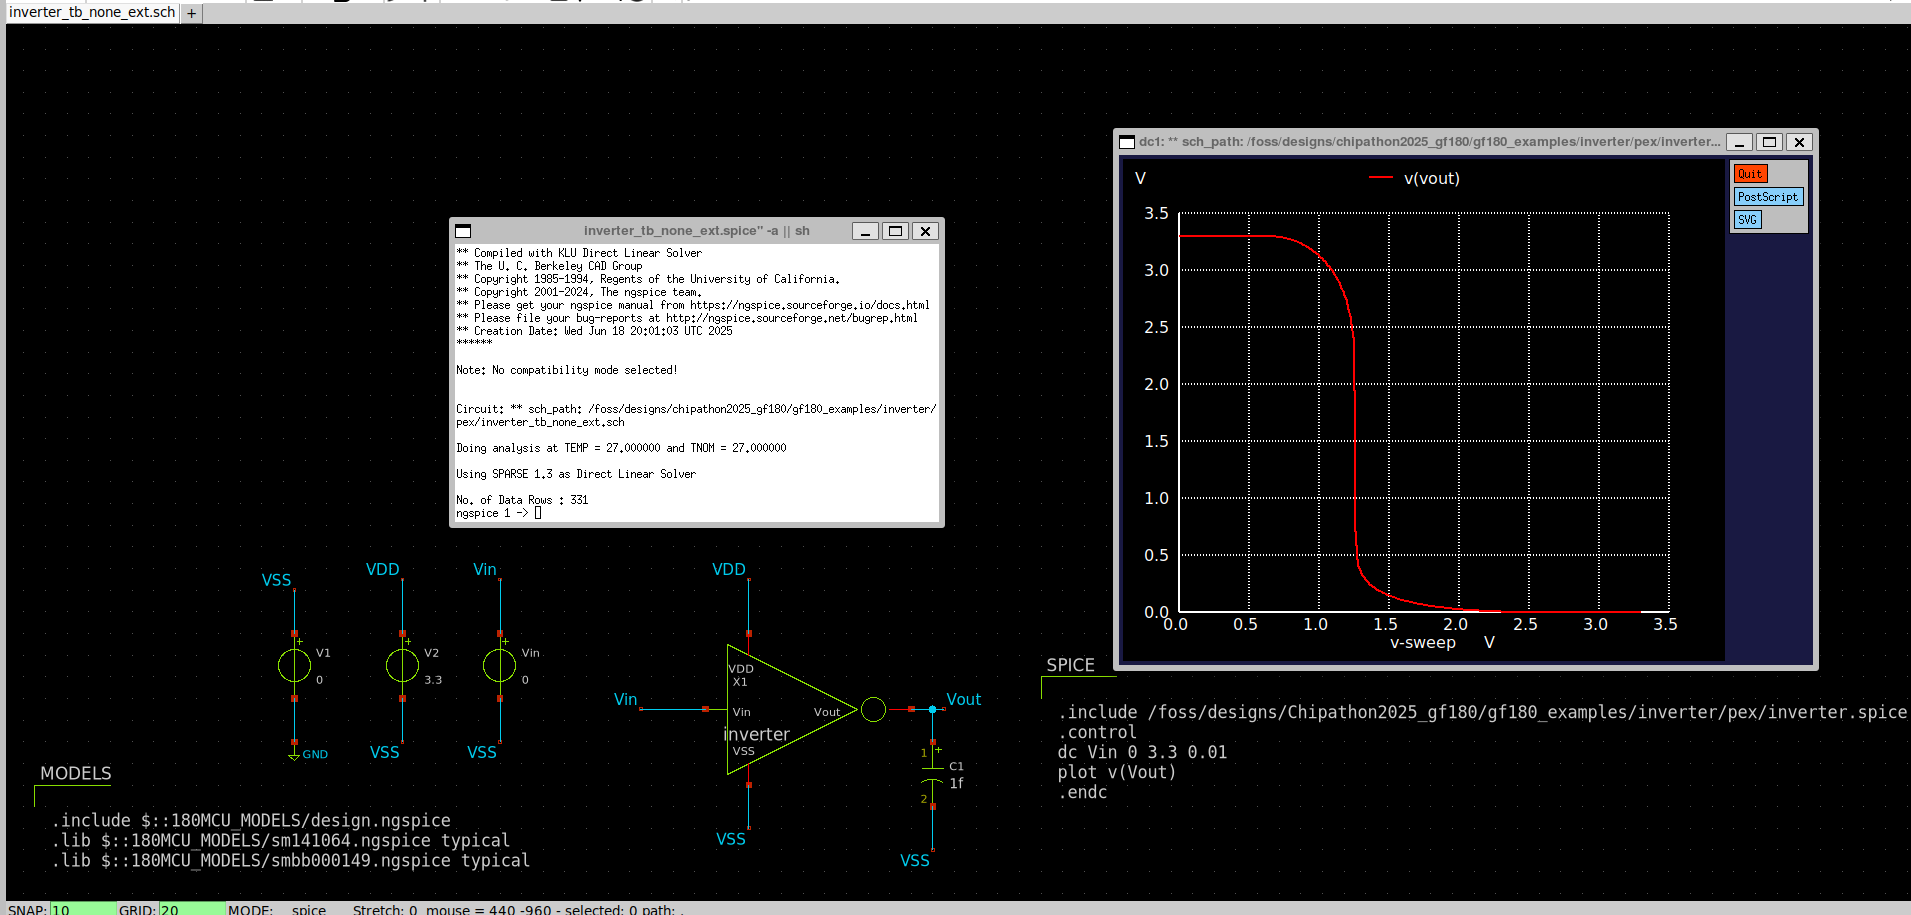 inverter_tb_none_ext.sch +
dc1: ** sch_path: /foss/designs/chipathon2025_gf180/gf180_examples/inverter/pex/inverter...
Quit
PostScript
SVG
V
v(vout)
3.5
3.0
2.5
2.0
1.5
1.0
0.5
0.0
0.0 0.5 1.0 1.5 2.0 2.5 3.0 3.5
v-sweep V
inverter_tb_none_ext.spice" -a || sh
** Compiled with KLU Direct Linear Solver
** The U. C. Berkeley CAD Group
** Copyright 1985-1994, Regents of the University of California.
** Copyright 2001-2024, The ngspice team.
** Please get your ngspice manual from https://ngspice.sourceforge.io/docs.html
** Please file your bug-reports at http://ngspice.sourceforge.net/bugrep.html
** Creation Date: Wed Jun 18 20:01:03 UTC 2025
******
Note: No compatibility mode selected!
Circuit: ** sch_path: /foss/designs/chipathon2025_gf180/gf180_examples/inverter/
pex/inverter_tb_none_ext.sch
Doing analysis at TEMP = 27.000000 and TNOM = 27.000000
Using SPARSE 1.3 as Direct Linear Solver
No. of Data Rows : 331
ngspice 1 ->
VSS
+
V1
0
GND
VDD
+
V2
3.3
VSS
Vin
+
Vin
0
VSS
VDD
VDD
X1
Vin
Vin
Vout
inverter
VSS
VSS
Vout
1
+
C1
1f
2
VSS
MODELS
.include $::180MCU_MODELS/design.ngspice
.lib $::180MCU_MODELS/sm141064.ngspice typical
.lib $::180MCU_MODELS/smbb000149.ngspice typical
SPICE
.include /foss/designs/Chipathon2025_gf180/gf180_examples/inverter/pex/inverter.spice
.control
dc Vin 0 3.3 0.01
plot v(Vout)
.endc
SNAP: 10 GRID: 20 MODE: spice Stretch: 0 mouse = 440 -960 - selected: 0 path: .